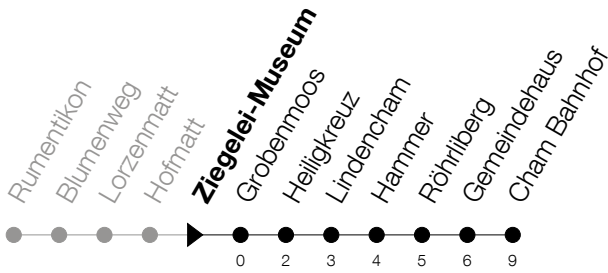 Rumentikon
Blumenweg
Lorzenmatt
Hofmatt
Ziegelei-Museum
Grobenmoos
Heiligkreuz
Lindencham
Hammer
Röhrliberg
Gemeindehaus
Cham Bahnhof
0 2 3 4 5 6 9